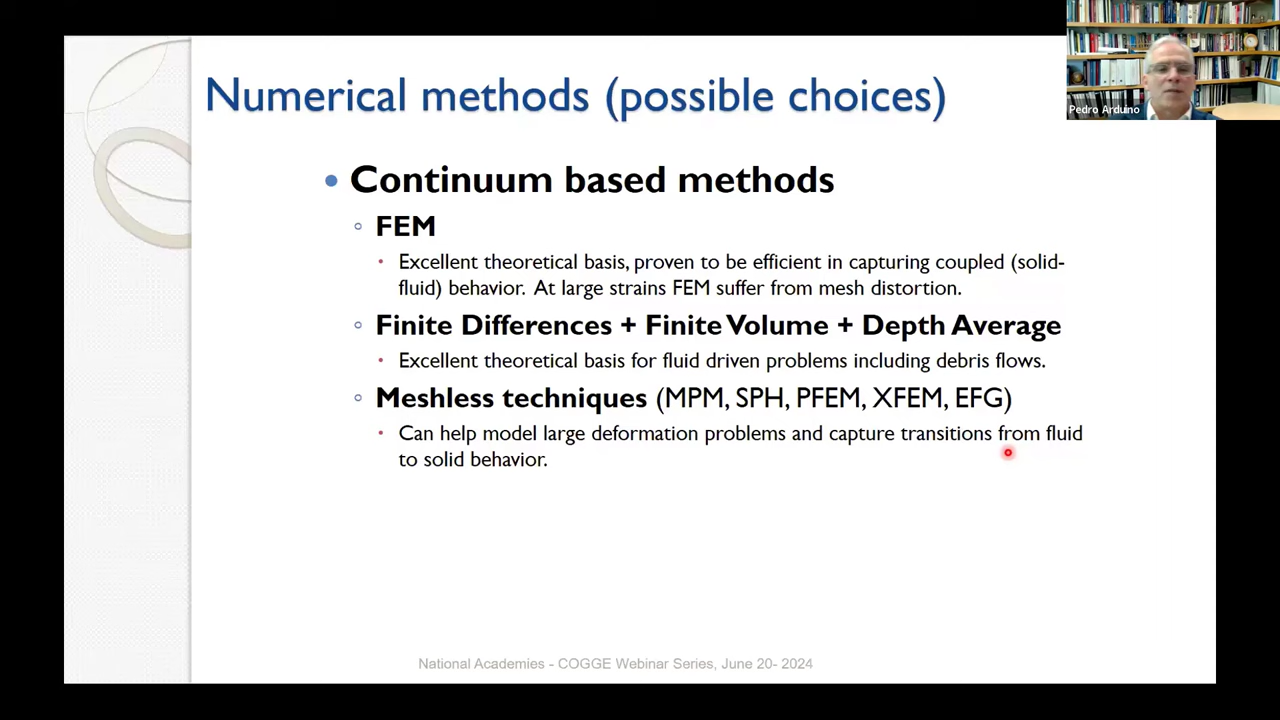 Numerical methods (possible choices)
Pedro Arduino
• Continuum based methods
◦ FEM
• Excellent theoretical basis, proven to be efficient in capturing coupled (solid-
fluid) behavior. At large strains FEM suffer from mesh distortion.
◦ Finite Differences + Finite Volume + Depth Average
• Excellent theoretical basis for fluid driven problems including debris flows.
◦ Meshless techniques (MPM, SPH, PFEM, XFEM, EFG)
• Can help model large deformation problems and capture transitions from fluid
to solid behavior.
National Academies - COGGE Webinar Series, June 20- 2024